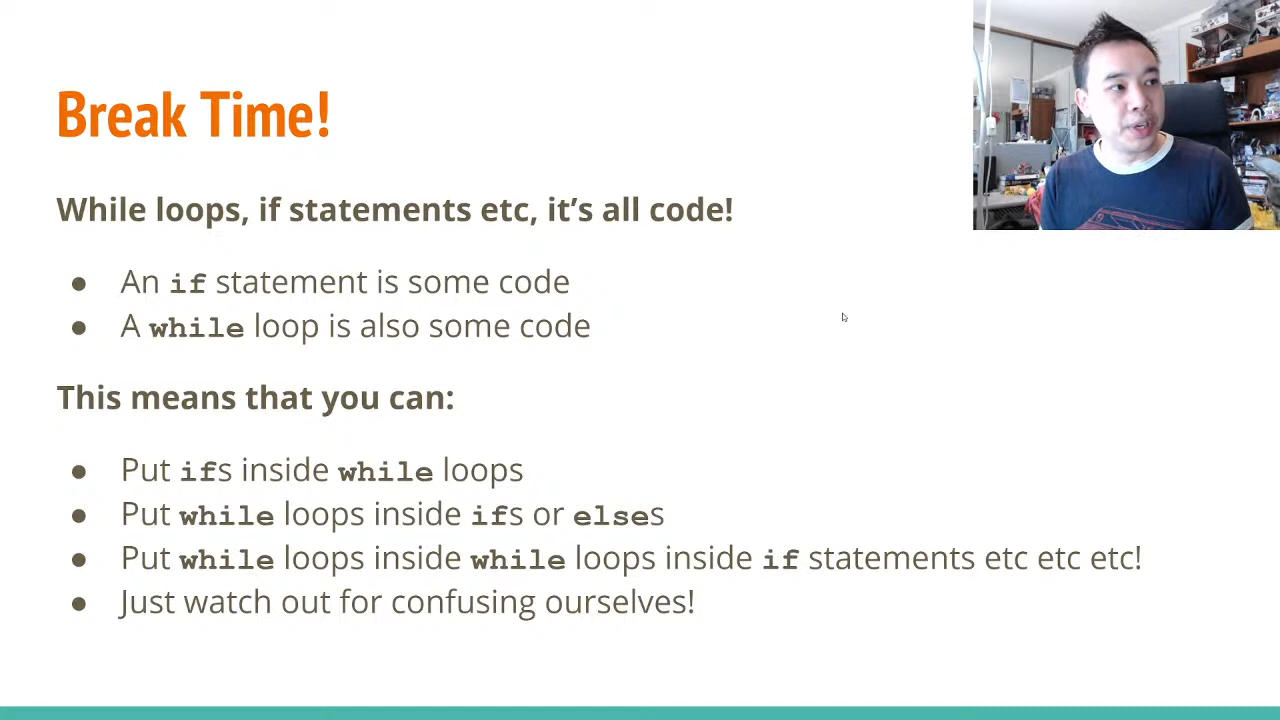 Break Time!
While loops, if statements etc, it’s all code!
● An if statement is some code
● A while loop is also some code
This means that you can:
● Put ifs inside while loops
● Put while loops inside ifs or elses
● Put while loops inside while loops inside if statements etc etc etc!
● Just watch out for confusing ourselves!